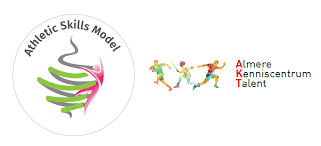 Athletic Skills Model
Almere
Kenniscentrum
Talent